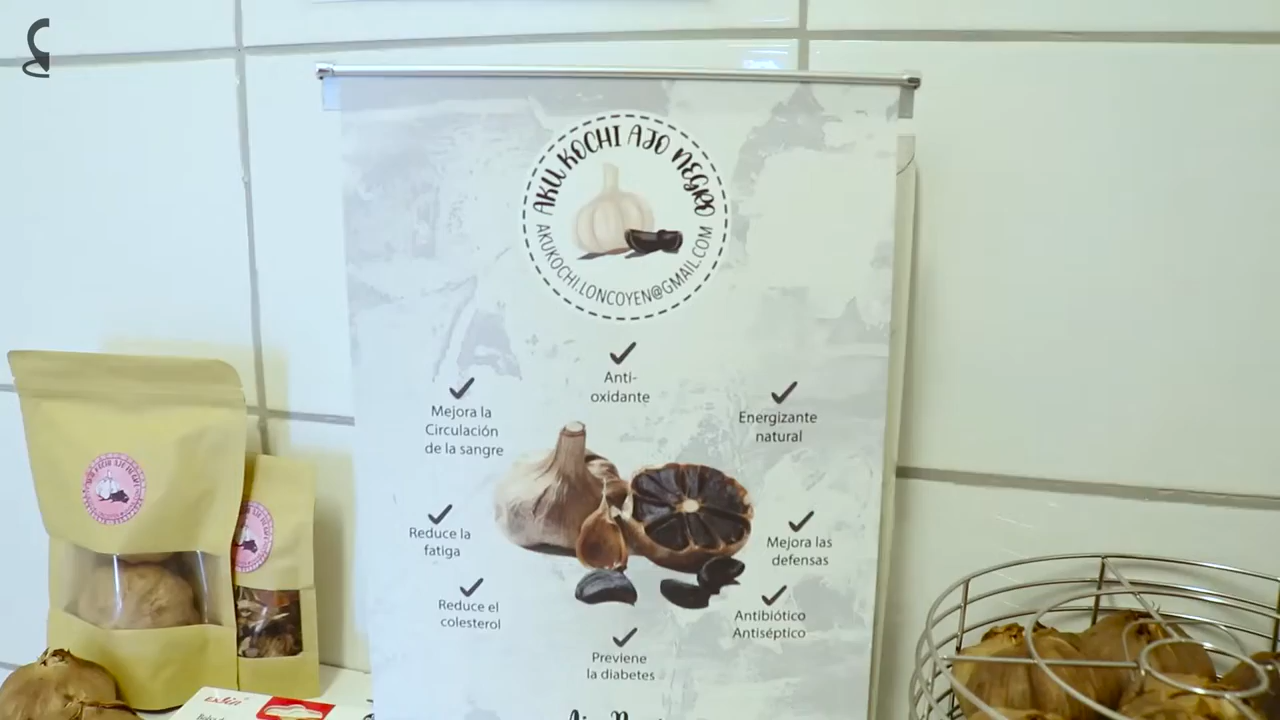 AKU KOCHI AJO NEGRO
AKUKOCHI.LONCOYEN@GMAIL.COM
Anti-
oxidante
Mejora la
Circulación
de la sangre
Energizante
natural
Reduce la
fatiga
Mejora las
defensas
Reduce el
colesterol
Antibiótico
Antiséptico
Previene
la diabetes